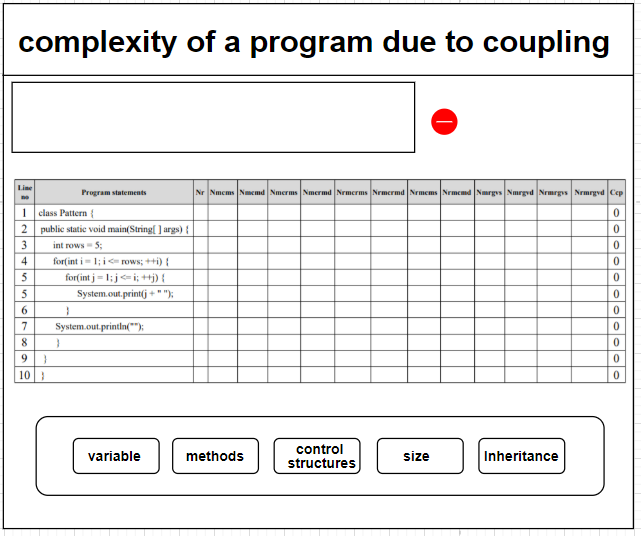 complexity of a program due to coupling
Line no Program statements Nr Nmcms Nmcmd Nmcrms Nmcrmd Nrmcrms Nrmcrmd Nrmcms Nrmcmd Nmrgvs Nmrgvd Nrmrgvs Nrmrgvd Ccp
1 class Pattern { 0
2 public static void main(String[ ] args) { 0
3 int rows = 5; 0
4 for(int i = 1; i <= rows; ++i) { 0
5 for(int j = 1; j <= i; ++j) { 0
5 System.out.print(j + " "); 0
6 } 0
7 System.out.println(""); 0
8 } 0
9 } 0
10 } 0
variable methods control structures size Inheritance